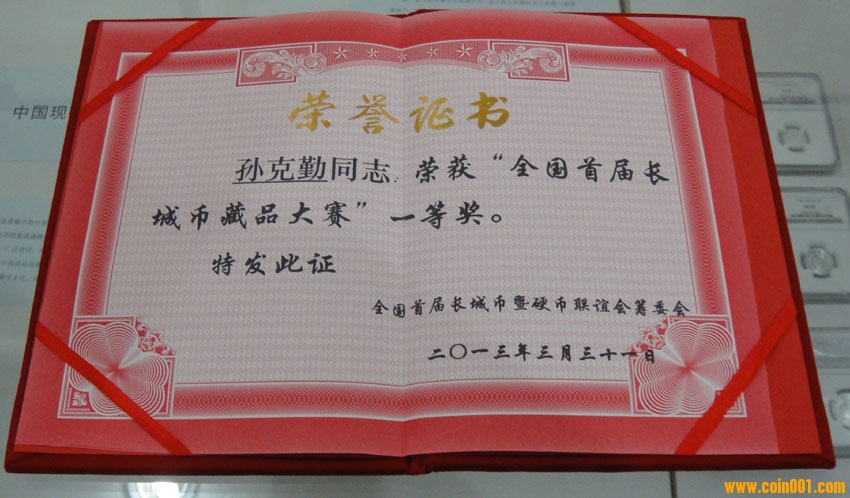 荣誉证书
孙克勤同志：荣获“全国首届长
城币藏品大赛”一等奖。
特发此证
全国首届长城币暨硬币联谊会筹委会
二〇一三年三月三十一日
中国现
www.coin001.com